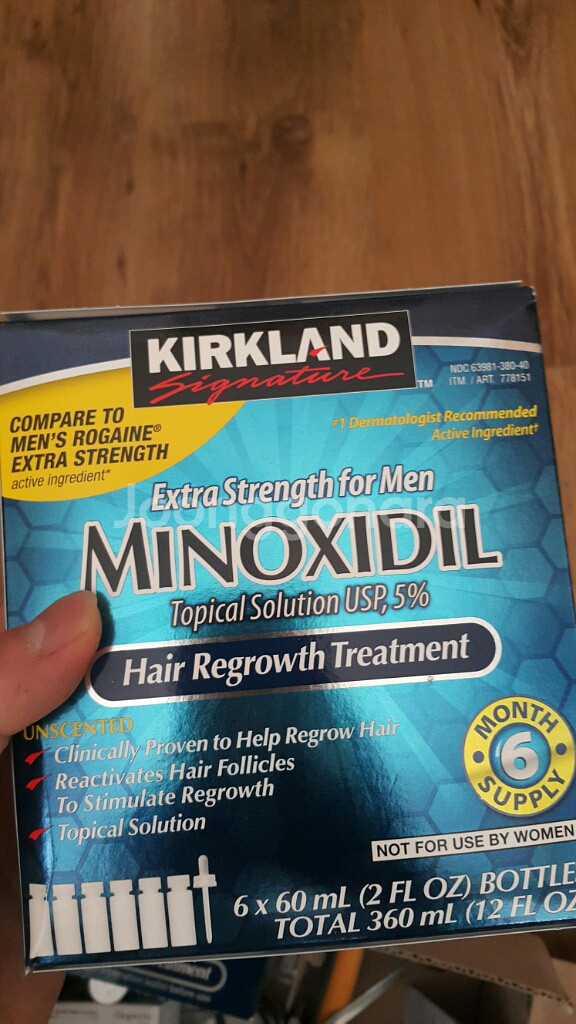 KIRKLAND
Signature™
NDC 63981-380-40
ITM. / ART. 778151
COMPARE TO
MEN'S ROGAINE®
EXTRA STRENGTH
active ingredient*
#1 Dermatologist Recommended
Active Ingredient†
Extra Strength for Men
Joonggonara
MINOXIDIL
Topical Solution USP, 5%
Hair Regrowth Treatment
UNSCENTED
Clinically Proven to Help Regrow Hair
Reactivates Hair Follicles
To Stimulate Regrowth
Topical Solution
MONTH
6
SUPPLY
NOT FOR USE BY WOMEN
6 x 60 mL (2 FL OZ) BOTTLE
TOTAL 360 mL (12 FL OZ